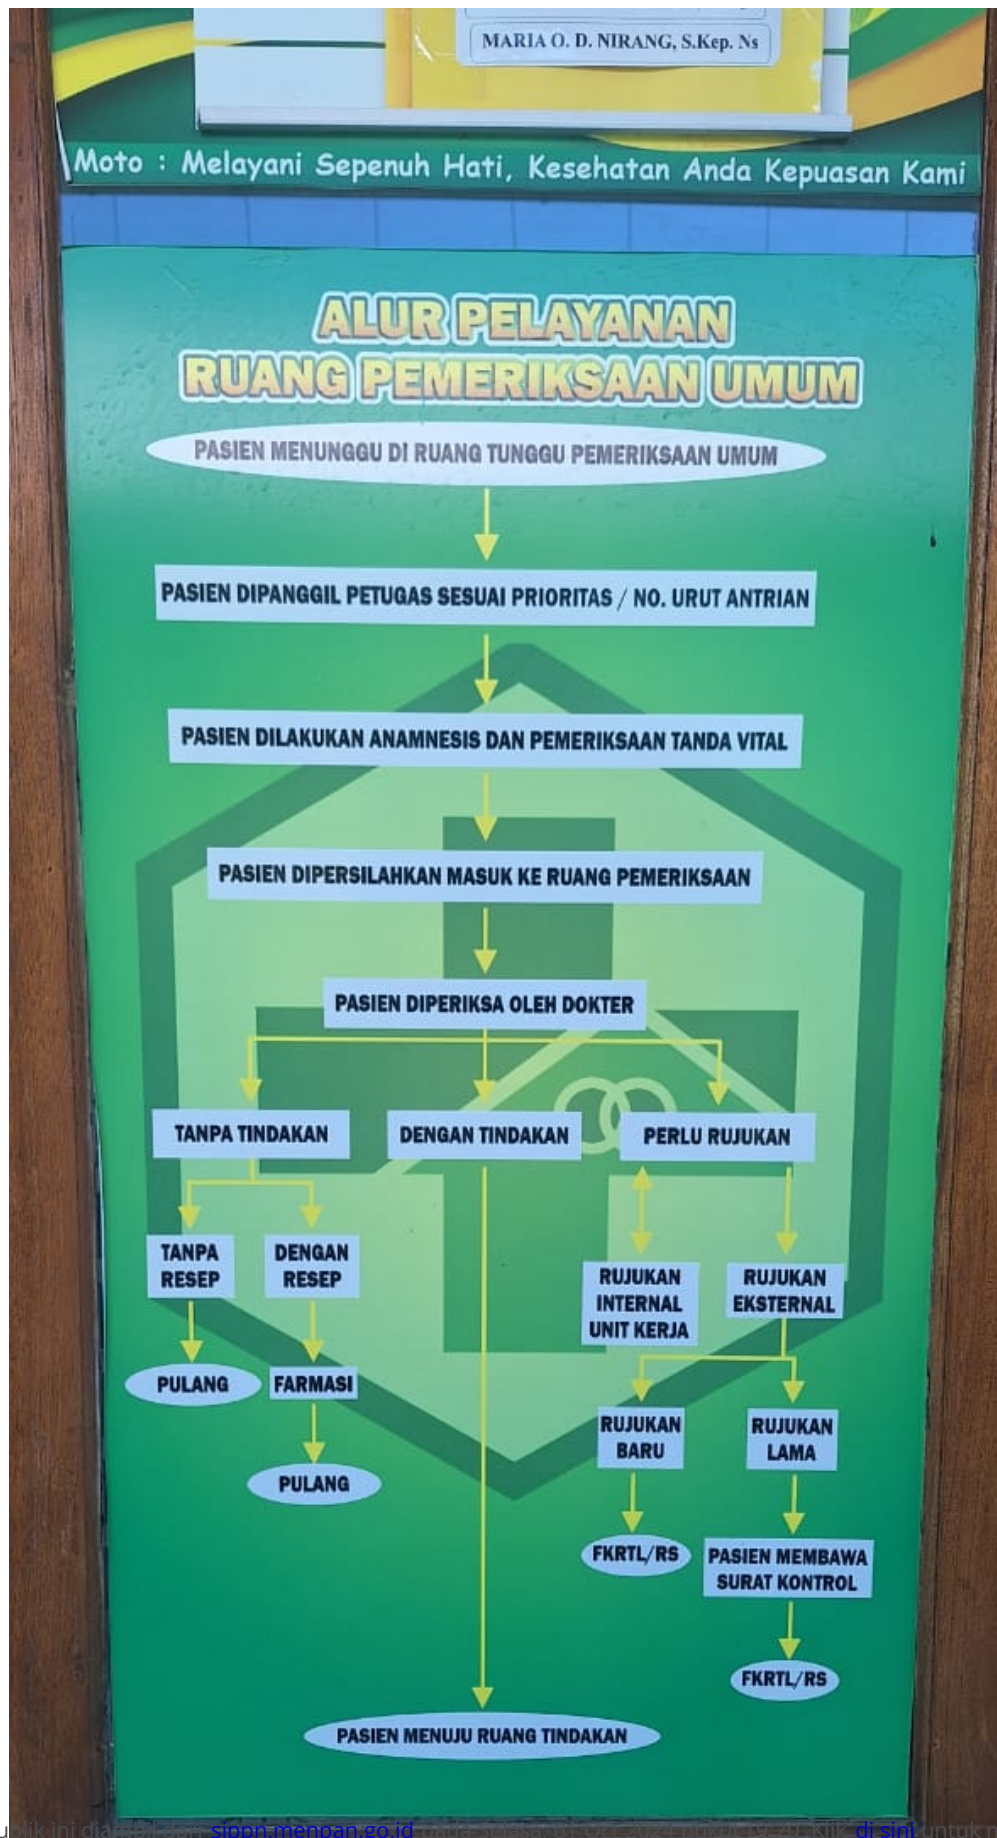 MARIA O. D. NIRANG, S.Kep. Ns
Moto : Melayani Sepenuh Hati, Kesehatan Anda Kepuasan Kami
ALUR PELAYANAN
RUANG PEMERIKSAAN UMUM
PASIEN MENUNGGU DI RUANG TUNGGU PEMERIKSAAN UMUM
PASIEN DIPANGGIL PETUGAS SESUAI PRIORITAS / NO. URUT ANTRIAN
PASIEN DILAKUKAN ANAMNESIS DAN PEMERIKSAAN TANDA VITAL
PASIEN DIPERSILAHKAN MASUK KE RUANG PEMERIKSAAN
PASIEN DIPERIKSA OLEH DOKTER
TANPA TINDAKAN
DENGAN TINDAKAN
PERLU RUJUKAN
TANPA
RESEP
DENGAN
RESEP
RUJUKAN
INTERNAL
UNIT KERJA
RUJUKAN
EKSTERNAL
PULANG
FARMASI
PULANG
RUJUKAN
BARU
RUJUKAN
LAMA
FKRTL/RS
PASIEN MEMBAWA
SURAT KONTROL
FKRTL/RS
PASIEN MENUJU RUANG TINDAKAN
ini sippn.menpan.go.id di sini untuk